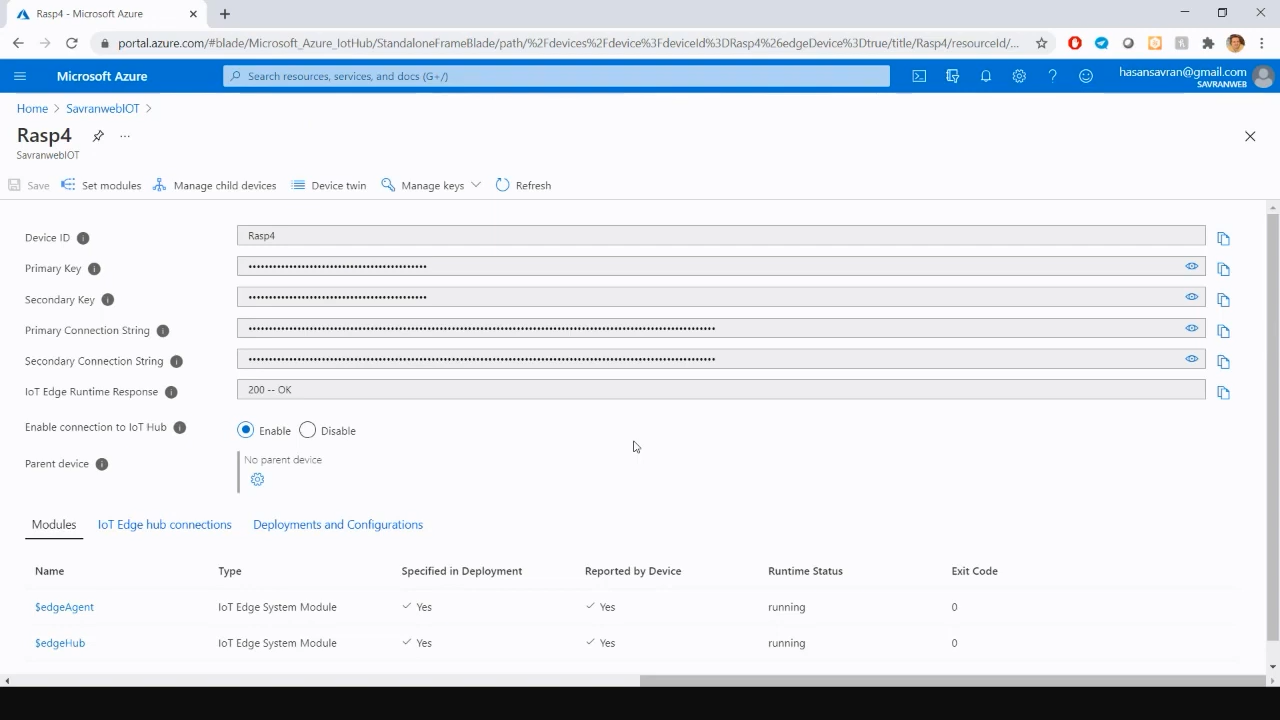 Rasp4 - Microsoft Azure
portal.azure.com/#blade/Microsoft_Azure_IotHub/StandaloneFrameBlade/path/%2Fdevices%2Fdevice%3FdeviceId%3DRasp4%26edgeDevice%3Dtrue/title/Rasp4/resourceId/...
Microsoft Azure
Search resources, services, and docs (G+/)
hasansavran@gmail.com
SAVRANWEB
Home > SavranwebIOT >
Rasp4
SavranwebIOT
Save Set modules Manage child devices Device twin Manage keys Refresh
Device ID Rasp4
Primary Key
Secondary Key
Primary Connection String
Secondary Connection String
IoT Edge Runtime Response 200 -- OK
Enable connection to IoT Hub Enable Disable
Parent device No parent device
Modules IoT Edge hub connections Deployments and Configurations
Name Type Specified in Deployment Reported by Device Runtime Status Exit Code
$edgeAgent IoT Edge System Module Yes Yes running 0
$edgeHub IoT Edge System Module Yes Yes running 0